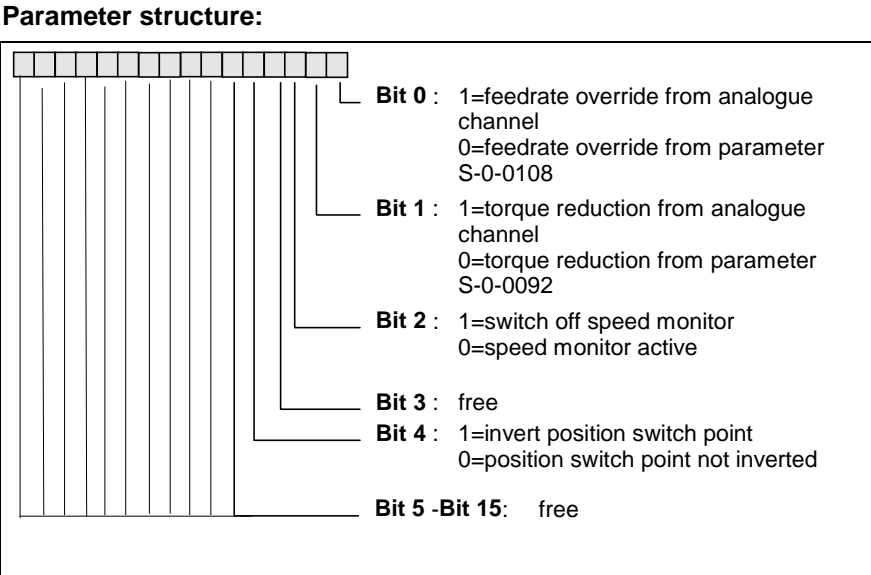 Parameter structure:
Bit 0 : 1=feedrate override from analogue
channel
0=feedrate override from parameter
S-0-0108
Bit 1 : 1=torque reduction from analogue
channel
0=torque reduction from parameter
S-0-0092
Bit 2 : 1=switch off speed monitor
0=speed monitor active
Bit 3 : free
Bit 4 : 1=invert position switch point
0=position switch point not inverted
Bit 5 -Bit 15: free